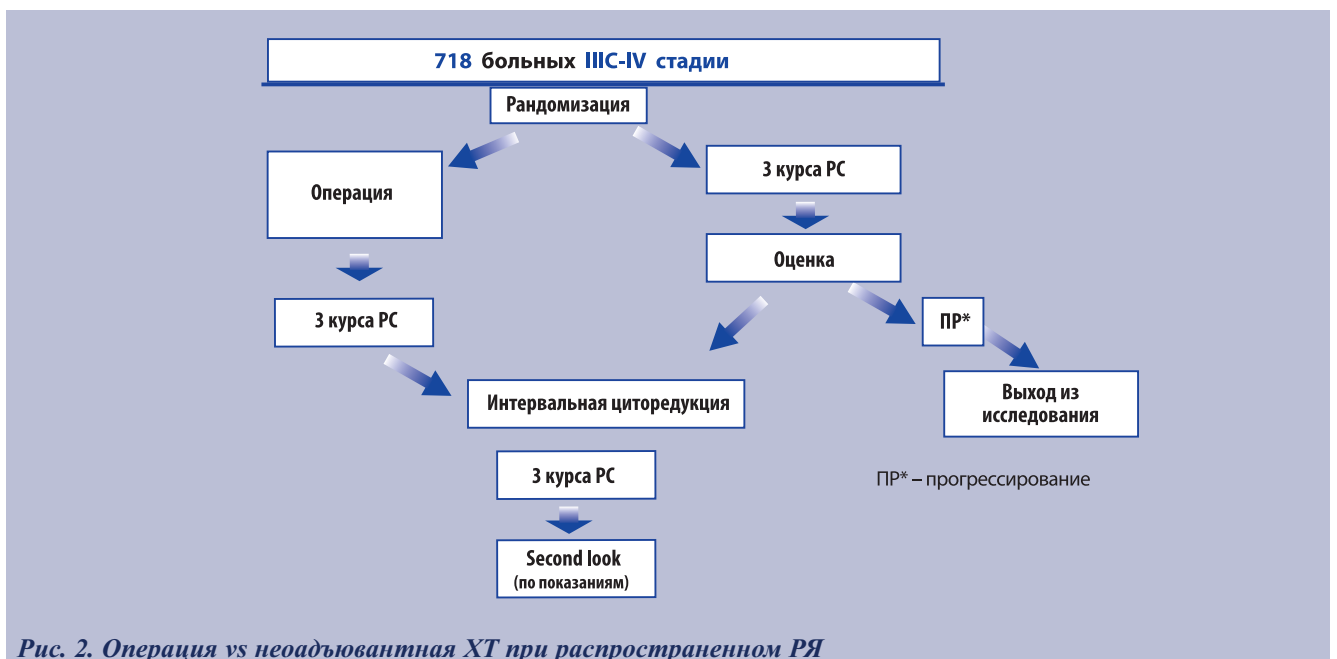 718 больных IIIC-IV стадии
Рандомизация
Операция
3 курса РС
3 курса РС
Оценка
ПР*
Выход из
исследования
Интервальная циторедукция
3 курса РС
Second look
(по показаниям)
ПР* – прогрессирование
Рис. 2. Операция vs неоадъювантная ХТ при распространенном РЯ